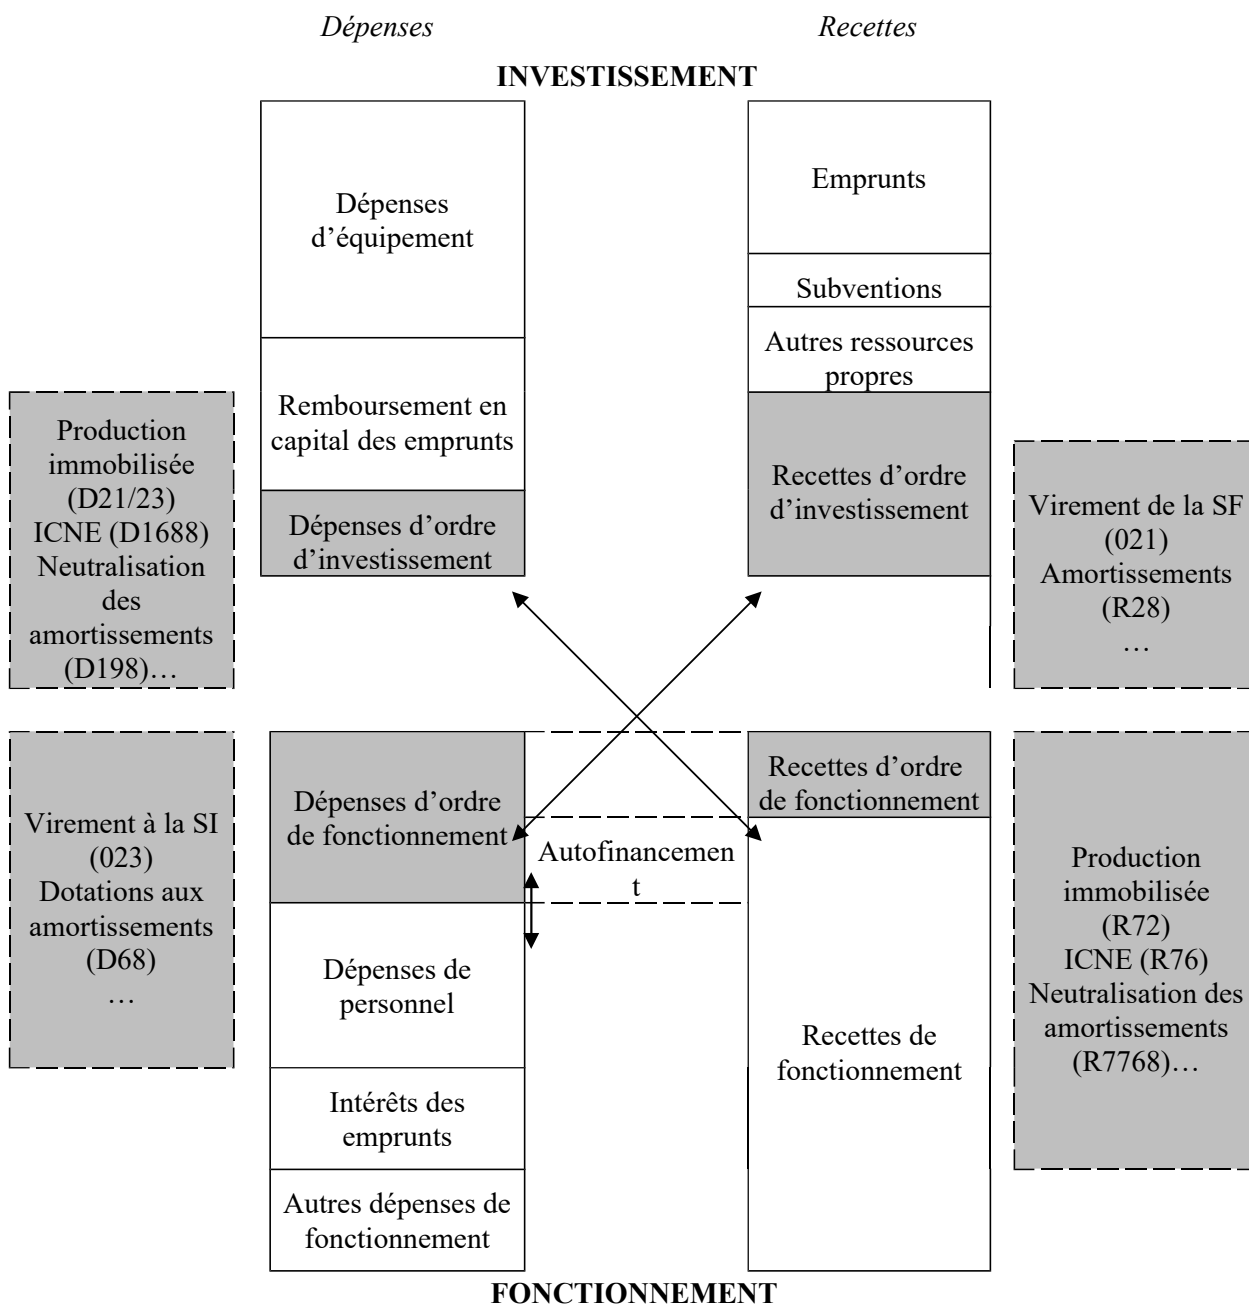 Dépenses
Recettes
INVESTISSEMENT
Dépenses
d’équipement
Remboursement en
capital des emprunts
Dépenses d’ordre
d’investissement
Emprunts
Subventions
Autres ressources
propres
Recettes d’ordre
d’investissement
Production
immobilisée
(D21/23)
ICNE (D1688)
Neutralisation
des
amortissements
(D198)…
Virement de la SF
(021)
Amortissements
(R28)
…
Virement à la SI
(023)
Dotations aux
amortissements
(D68)
…
Dépenses d’ordre
de fonctionnement
Dépenses de
personnel
Intérêts des
emprunts
Autres dépenses de
fonctionnement
Autofinancemen
t
Recettes d’ordre
de fonctionnement
Recettes de
fonctionnement
Production
immobilisée
(R72)
ICNE (R76)
Neutralisation des
amortissements
(R7768)…
FONCTIONNEMENT